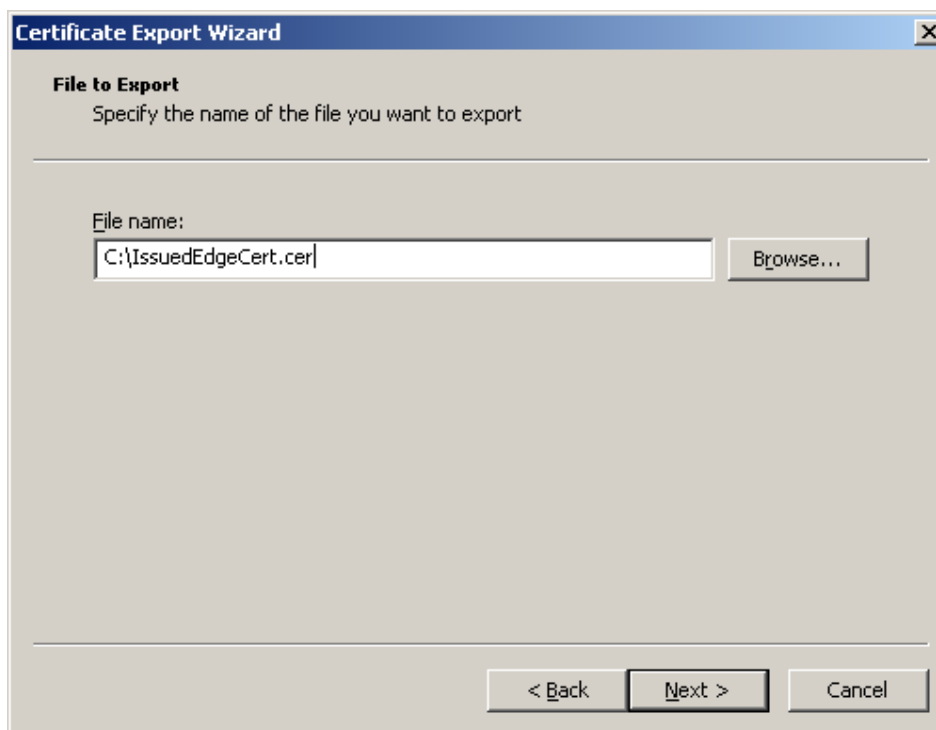 Certificate Export Wizard
File to Export
Specify the name of the file you want to export
File name:
C:\IssuedEdgeCert.cer
Browse...
< Back
Next >
Cancel